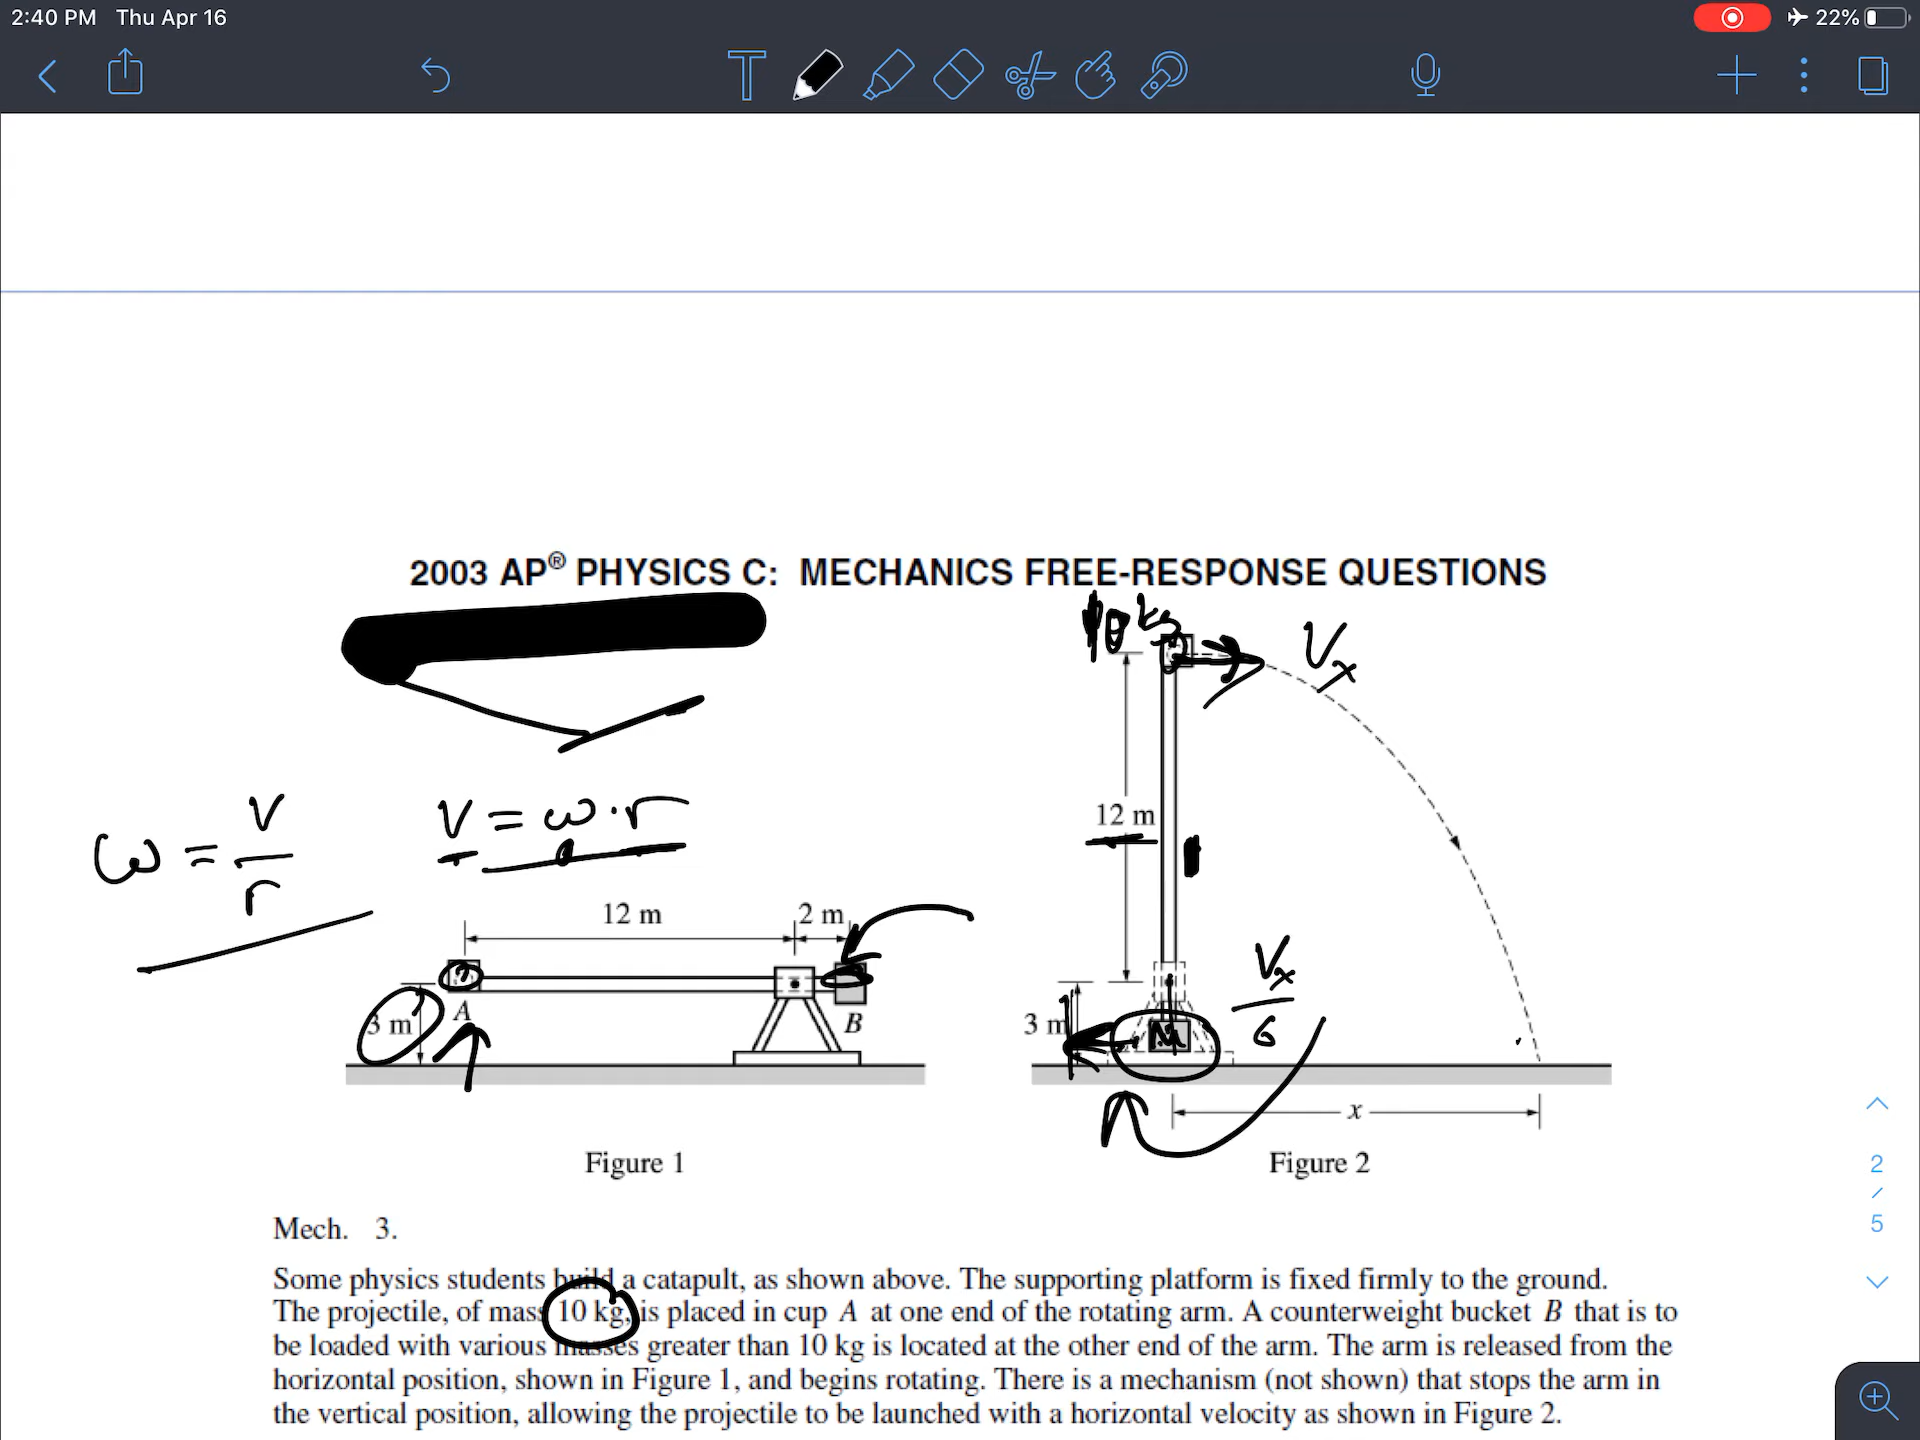 2:40 PM Thu Apr 16
22%
2003 AP® PHYSICS C: MECHANICS FREE-RESPONSE QUESTIONS
10 kg
Vx
ω = v/r
v = ω · r
12 m
12 m
2 m
Vx/6
3 m
A
B
3 m
M
x
Figure 1
Figure 2
2
/
5
Mech. 3.
Some physics students build a catapult, as shown above. The supporting platform is fixed firmly to the ground.
The projectile, of mass 10 kg, is placed in cup A at one end of the rotating arm. A counterweight bucket B that is to
be loaded with various masses greater than 10 kg is located at the other end of the arm. The arm is released from the
horizontal position, shown in Figure 1, and begins rotating. There is a mechanism (not shown) that stops the arm in
the vertical position, allowing the projectile to be launched with a horizontal velocity as shown in Figure 2.